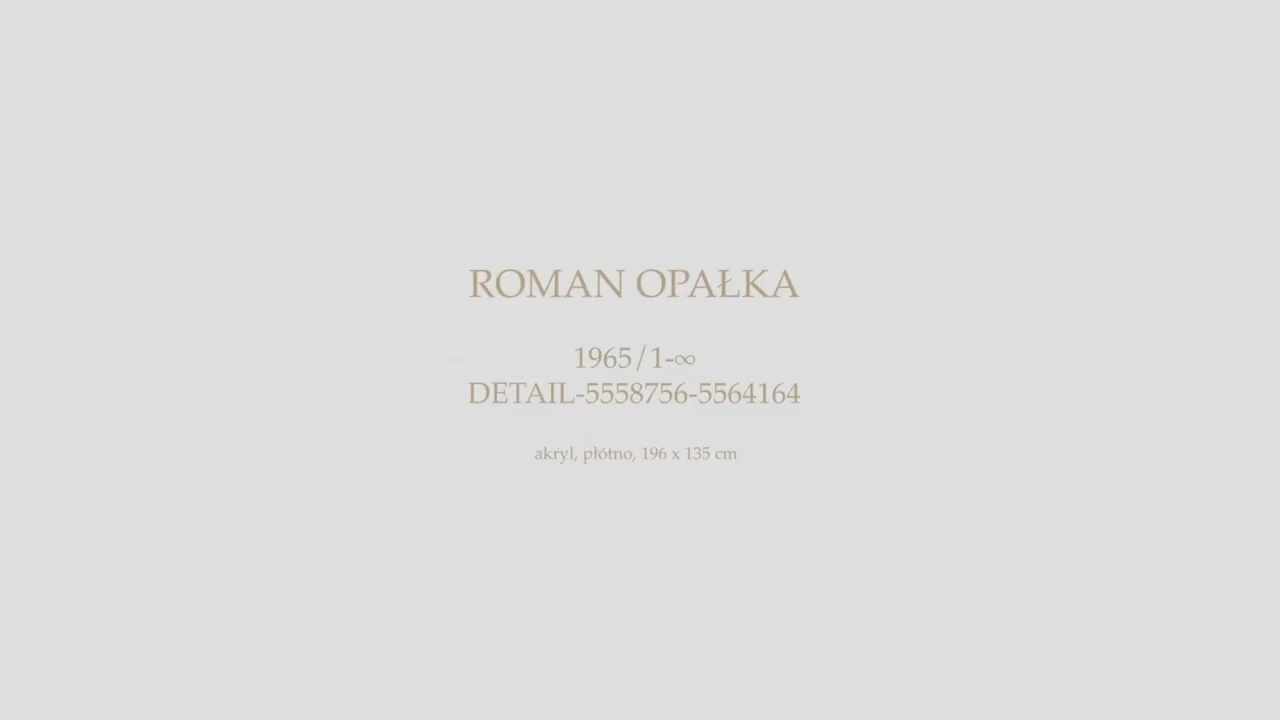 ROMAN OPAŁKA
1965/1-∞
DETAIL-5558756-5564164
akryl, płótno, 196 x 135 cm